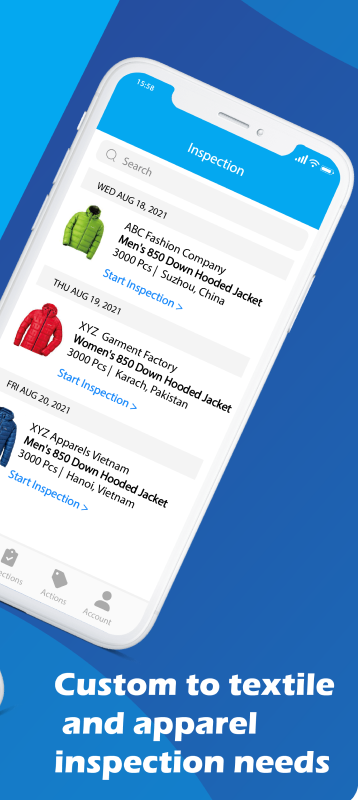 15:58
Inspection
Search
WED AUG 18, 2021
ABC Fashion Company
Men's 850 Down Hooded Jacket
3000 Pcs | Suzhou, China
Start Inspection >
THU AUG 19, 2021
XYZ Garment Factory
Women's 850 Down Hooded Jacket
3000 Pcs | Karach, Pakistan
Start Inspection >
FRI AUG 20, 2021
XYZ Apparels Vietnam
Men's 850 Down Hooded Jacket
3000 Pcs | Hanoi, Vietnam
Start Inspection >
Actions
Account
Custom to textile
and apparel
inspection needs